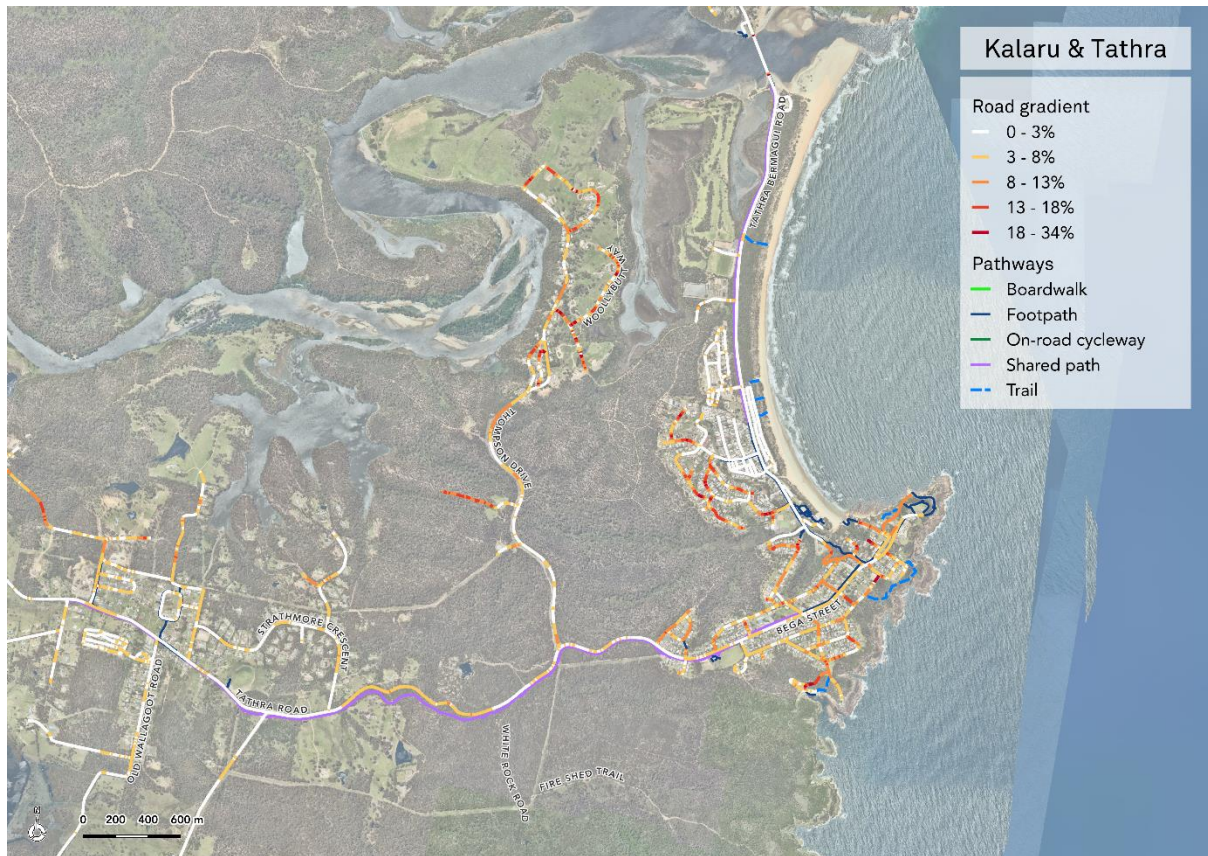 Kalaru & Tathra
Road gradient
0 - 3%
3 - 8%
8 - 13%
13 - 18%
18 - 34%
Pathways
Boardwalk
Footpath
On-road cycleway
Shared path
Trail
TATHRA BERMAGUI ROAD
WOOLLYBUTT WAY
THOMPSON DRIVE
STRATHMORE CRESCENT
BEGA STREET
OLD WALLAGOOT ROAD
TATHRA ROAD
WHITE ROCK ROAD
FIRE SHED TRAIL
N
0 200 400 600 m